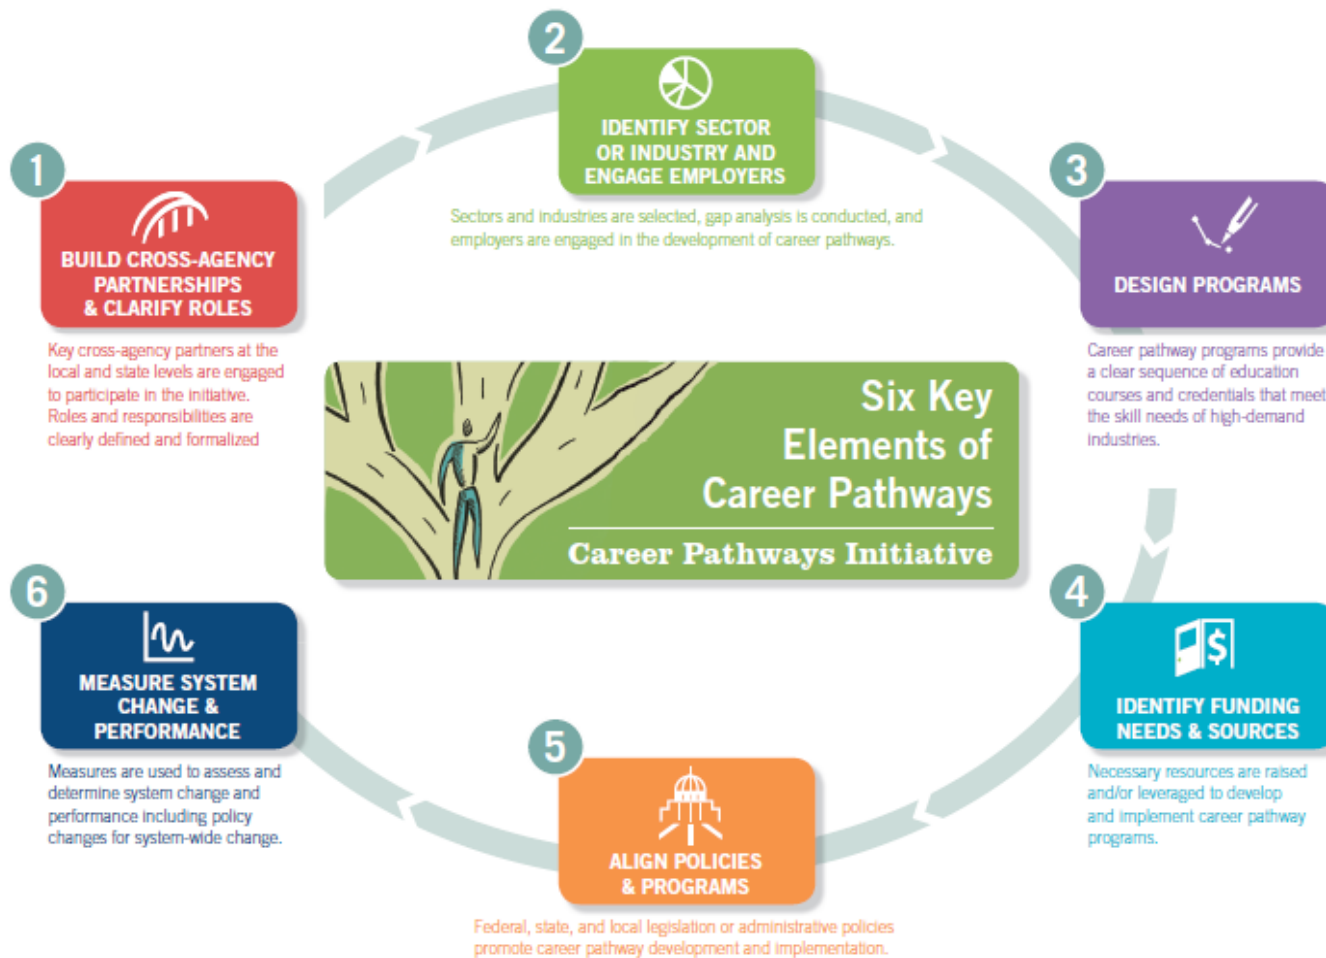 1
BUILD CROSS-AGENCY
PARTNERSHIPS
& CLARIFY ROLES
Key cross-agency partners at the
local and state levels are engaged
to participate in the initiative.
Roles and responsibilities are
clearly defined and formalized
2
IDENTIFY SECTOR
OR INDUSTRY AND
ENGAGE EMPLOYERS
Sectors and industries are selected, gap analysis is conducted, and
employers are engaged in the development of career pathways.
3
DESIGN PROGRAMS
Career pathway programs provide
a clear sequence of education
courses and credentials that meet
the skill needs of high-demand
industries.
Six Key
Elements of
Career Pathways
Career Pathways Initiative
4
$
IDENTIFY FUNDING
NEEDS & SOURCES
Necessary resources are raised
and/or leveraged to develop
and implement career pathway
programs.
5
ALIGN POLICIES
& PROGRAMS
Federal, state, and local legislation or administrative policies
promote career pathway development and implementation.
6
MEASURE SYSTEM
CHANGE &
PERFORMANCE
Measures are used to assess and
determine system change and
performance including policy
changes for system-wide change.